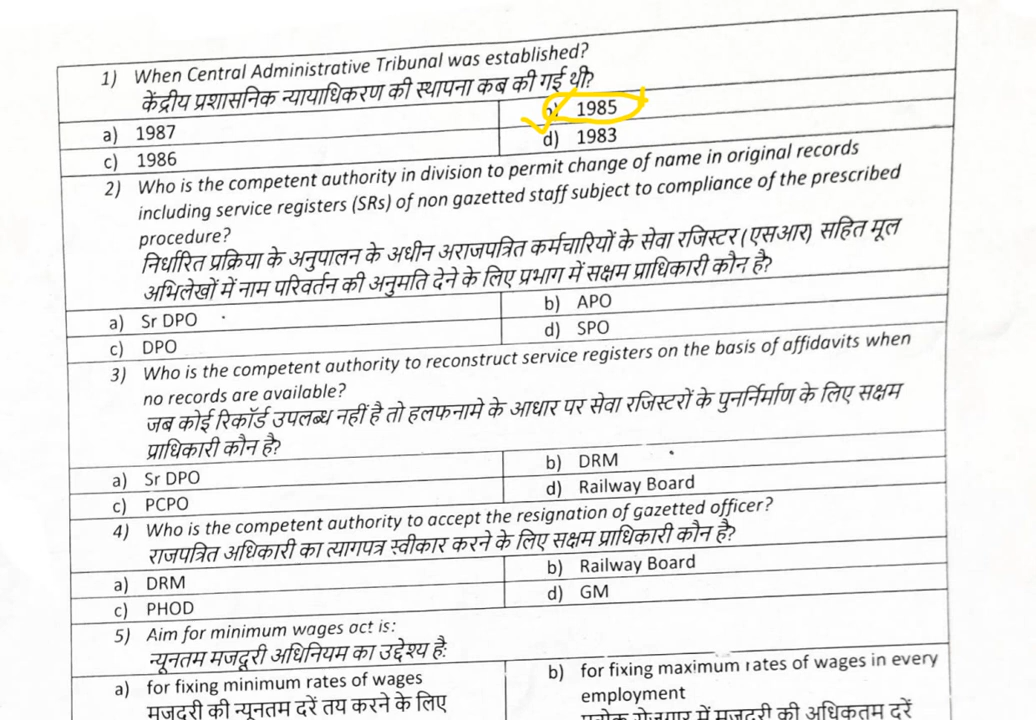 1) When Central Administrative Tribunal was established?
केंद्रीय प्रशासनिक न्यायाधिकरण की स्थापना कब की गई थी?
a) 1987
b) 1985
c) 1986
d) 1983
2) Who is the competent authority in division to permit change of name in original records
including service registers (SRs) of non gazetted staff subject to compliance of the prescribed
procedure?
निर्धारित प्रक्रिया के अनुपालन के अधीन अराजपत्रित कर्मचारियों के सेवा रजिस्टर (एसआर) सहित मूल
अभिलेखों में नाम परिवर्तन की अनुमति देने के लिए प्रभाग में सक्षम प्राधिकारी कौन है?
a) Sr DPO
b) APO
c) DPO
d) SPO
3) Who is the competent authority to reconstruct service registers on the basis of affidavits when
no records are available?
जब कोई रिकॉर्ड उपलब्ध नहीं है तो हलफनामे के आधार पर सेवा रजिस्टरों के पुनर्निर्माण के लिए सक्षम
प्राधिकारी कौन है?
a) Sr DPO
b) DRM
c) PCPO
d) Railway Board
4) Who is the competent authority to accept the resignation of gazetted officer?
राजपत्रित अधिकारी का त्यागपत्र स्वीकार करने के लिए सक्षम प्राधिकारी कौन है?
a) DRM
b) Railway Board
c) PHOD
d) GM
5) Aim for minimum wages act is:
न्यूनतम मजदूरी अधिनियम का उद्देश्य है:
a) for fixing minimum rates of wages
मजदूरी की न्यूनतम दरें तय करने के लिए
b) for fixing maximum rates of wages in every
employment
प्रत्येक रोजगार में मजदूरी की अधिकतम दरें